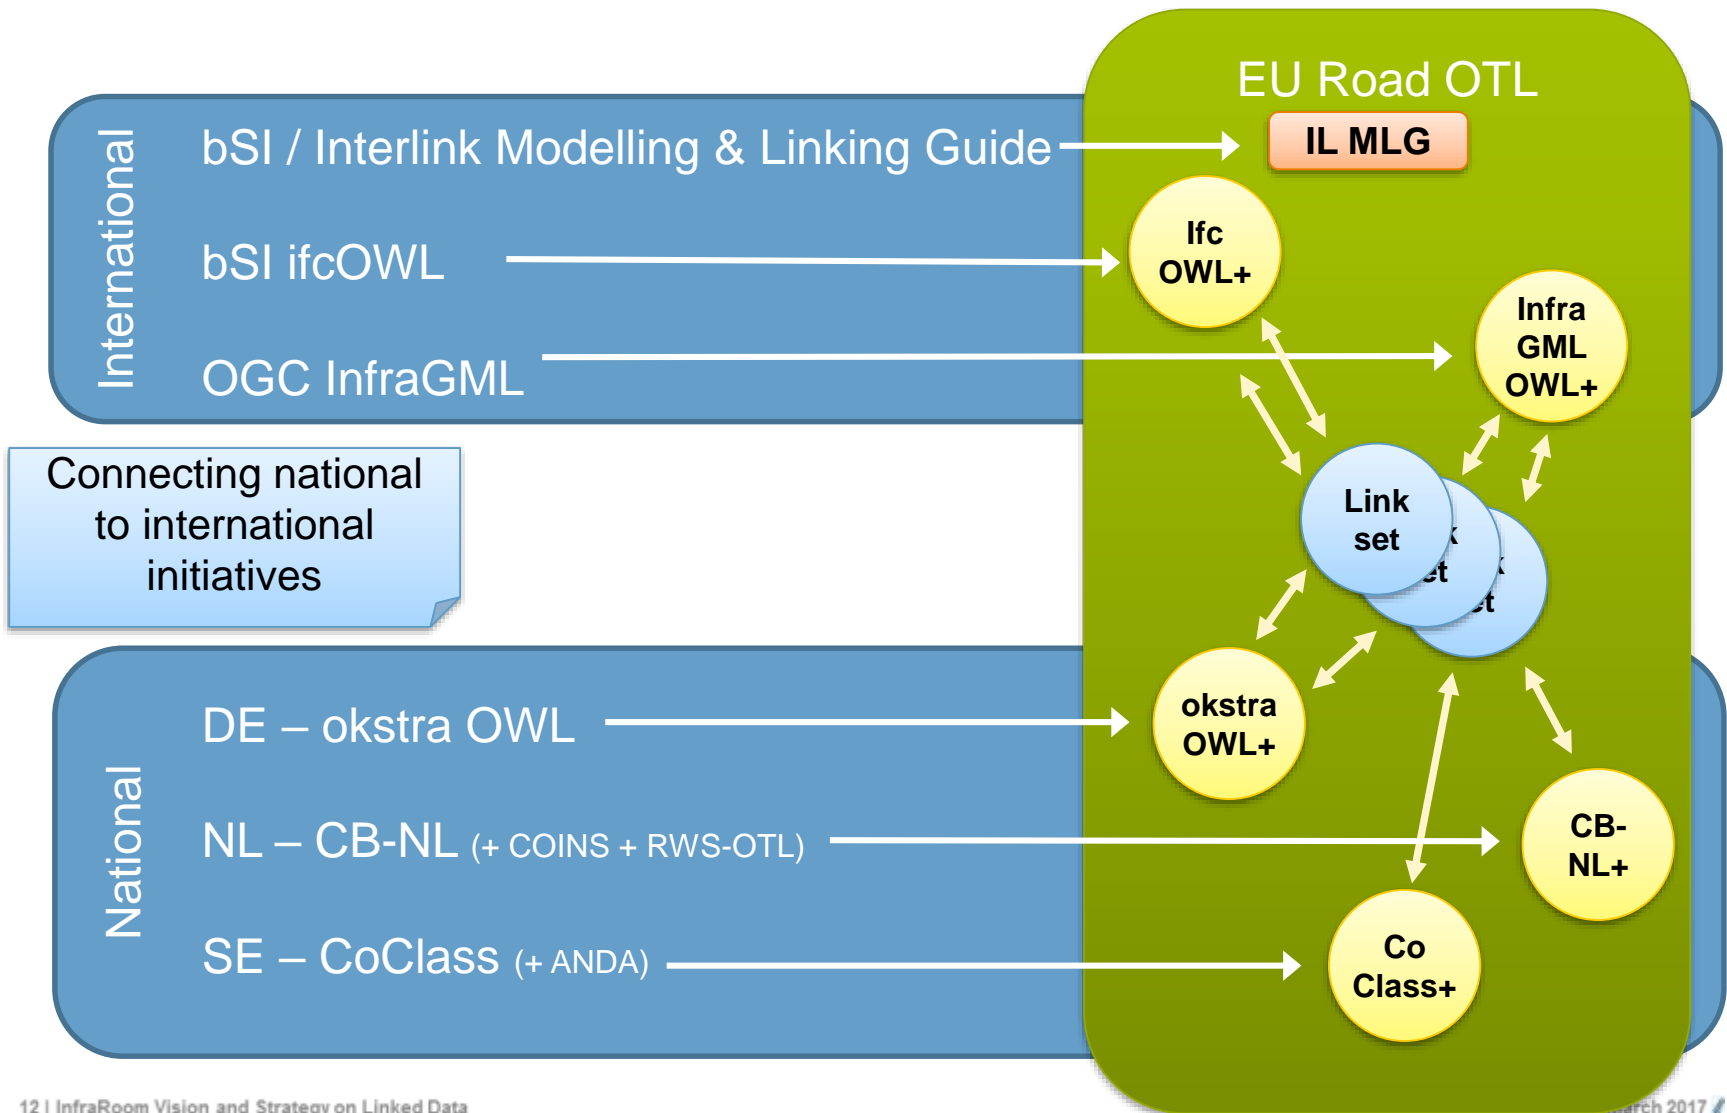 EU Road OTL
International
bSI / Interlink Modelling & Linking Guide
IL MLG
bSI ifcOWL
Ifc
OWL+
OGC InfraGML
Infra
GML
OWL+
Connecting national
to international
initiatives
Link
set
National
DE – okstra OWL
okstra
OWL+
NL – CB-NL (+ COINS + RWS-OTL)
CB-
NL+
SE – CoClass (+ ANDA)
Co
Class+
12 | InfraRoom Vision and Strategy on Linked Data
2017